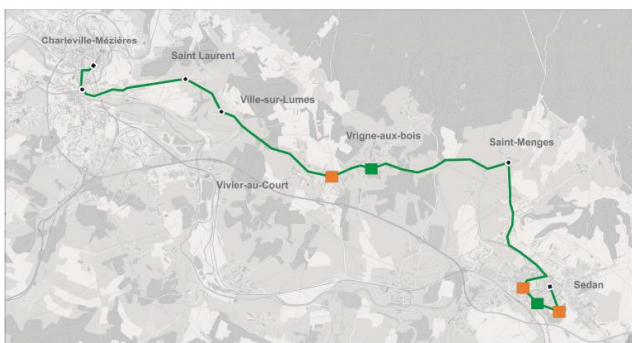 Charleville-Mézières
Saint Laurent
Ville-sur-Lumes
Vrigne-aux-bois
Saint-Menges
Vivier-au-Court
Sedan